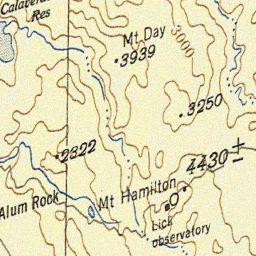 Calaveras
Res
Mt Day
3939
3000
3250
2322
4430±
Mt Hamilton
Alum Rock
Lick
observatory